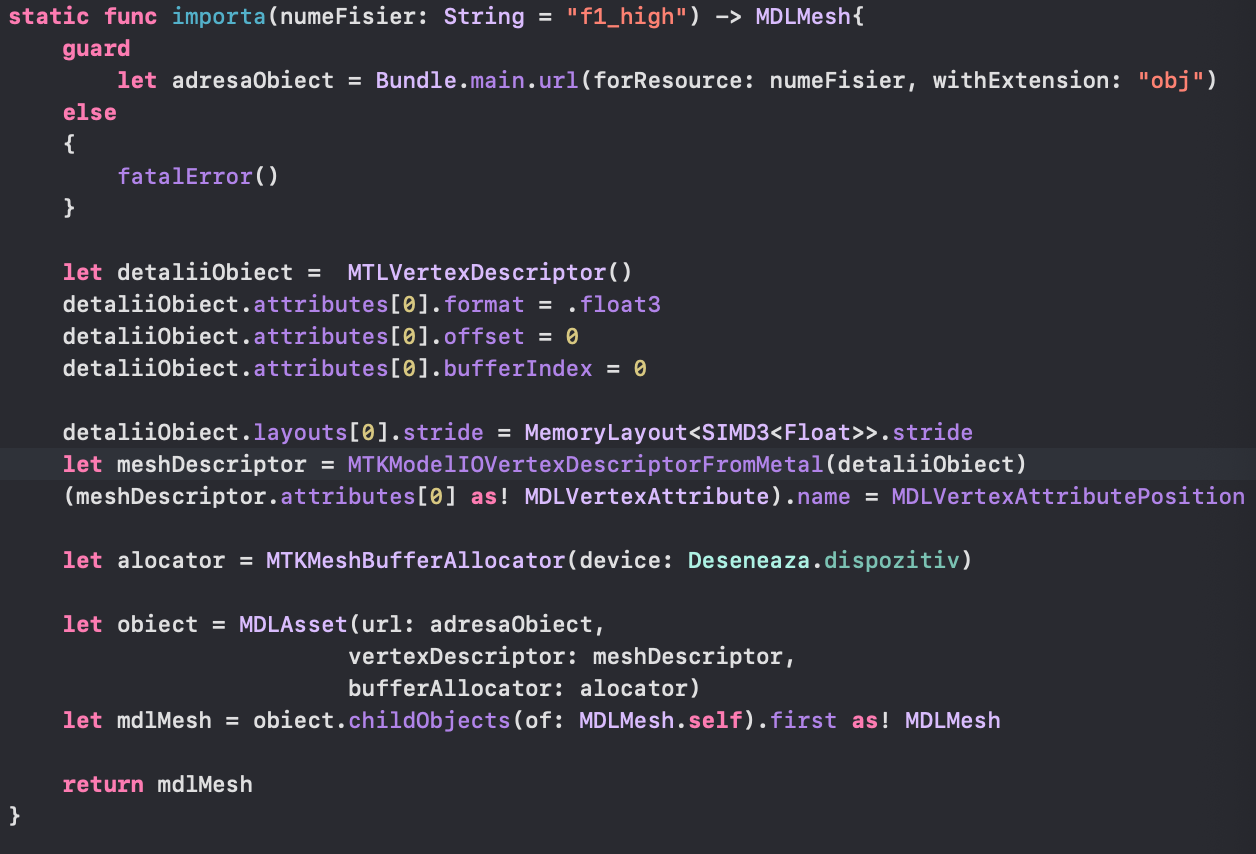 static func importa(numeFisier: String = "f1_high") -> MDLMesh{
    guard
        let adresaObiect = Bundle.main.url(forResource: numeFisier, withExtension: "obj")
    else
    {
        fatalError()
    }

    let detaliiObiect =  MTLVertexDescriptor()
    detaliiObiect.attributes[0].format = .float3
    detaliiObiect.attributes[0].offset = 0
    detaliiObiect.attributes[0].bufferIndex = 0

    detaliiObiect.layouts[0].stride = MemoryLayout<SIMD3<Float>>.stride
    let meshDescriptor = MTKModelIOVertexDescriptorFromMetal(detaliiObiect)
    (meshDescriptor.attributes[0] as! MDLVertexAttribute).name = MDLVertexAttributePosition

    let alocator = MTKMeshBufferAllocator(device: Deseneaza.dispozitiv)

    let obiect = MDLAsset(url: adresaObiect,
                         vertexDescriptor: meshDescriptor,
                         bufferAllocator: alocator)
    let mdlMesh = obiect.childObjects(of: MDLMesh.self).first as! MDLMesh

    return mdlMesh
}